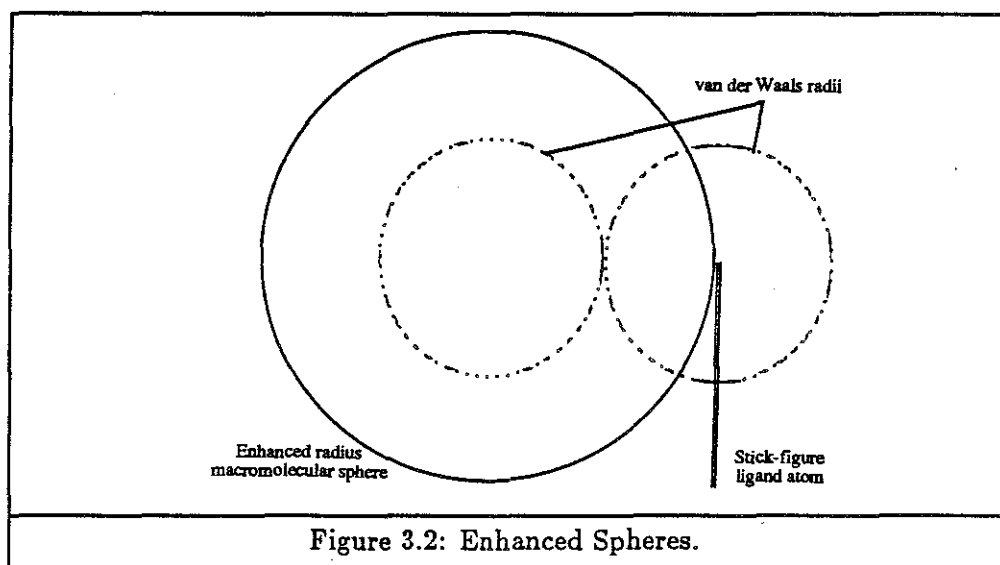 van der Waals radii
Enhanced radius
macromolecular sphere
Stick-figure
ligand atom
Figure 3.2: Enhanced Spheres.